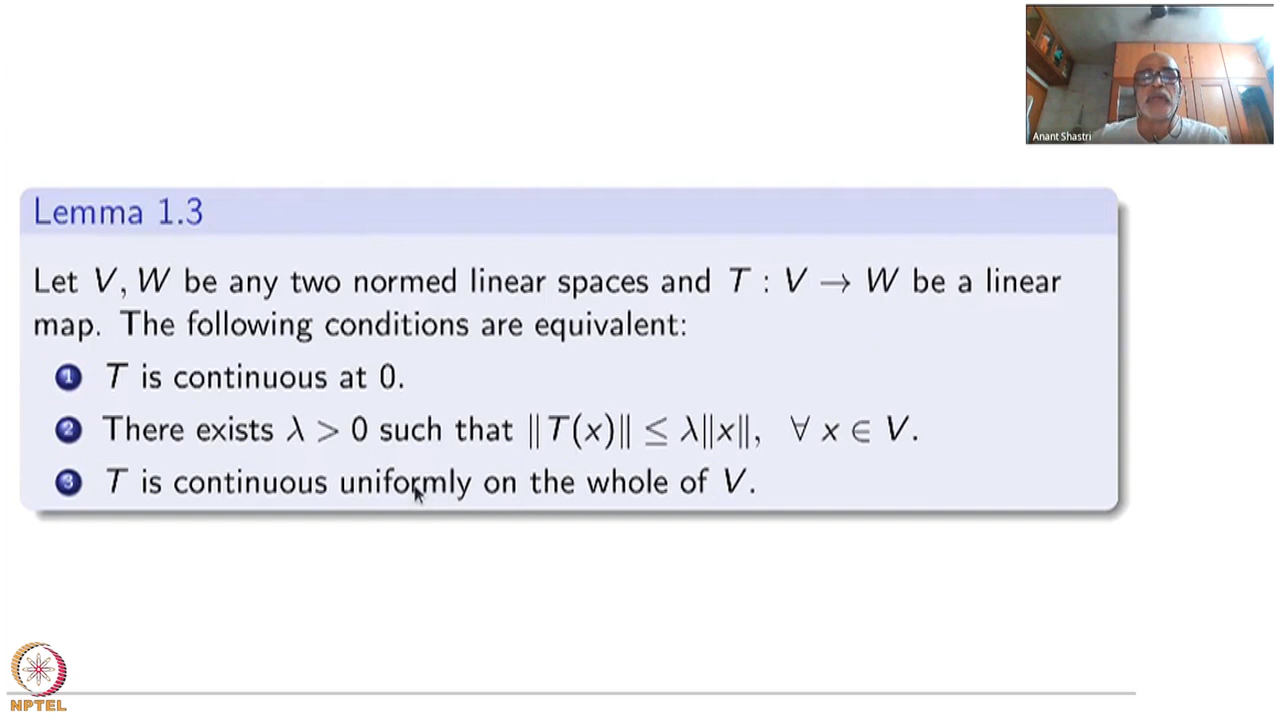 Anant Shastri
Lemma 1.3
Let V, W be any two normed linear spaces and T : V → W be a linear
map. The following conditions are equivalent:
1 T is continuous at 0.
2 There exists λ > 0 such that ‖T(x)‖ ≤ λ‖x‖, ∀ x ∈ V.
3 T is continuous uniformly on the whole of V.
NPTEL